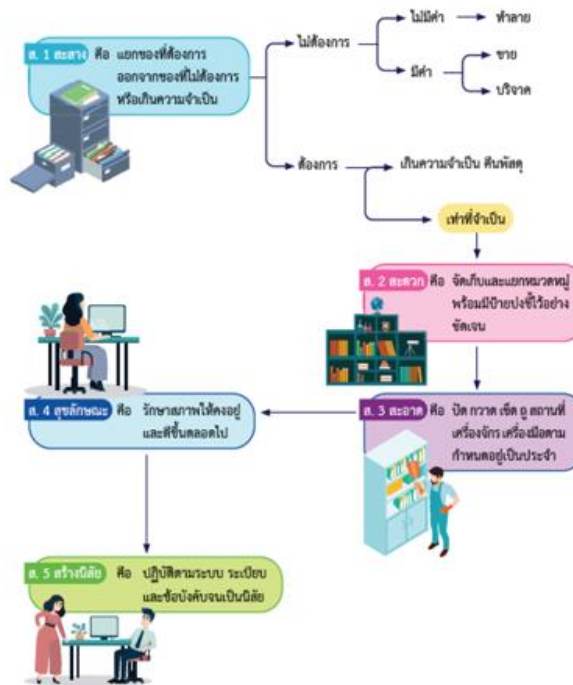 ส. 1 สะสาง คือ แยกของที่ต้องการ
ออกจากของที่ไม่ต้องการ
หรือเกินความจำเป็น
ไม่ต้องการ
ไม่มีค่า
ทำลาย
มีค่า
ขาย
บริจาค
ต้องการ
เกินความจำเป็น คืนพัสดุ
เท่าที่จำเป็น
ส. 2 สะดวก คือ จัดเก็บและแยกหมวดหมู่
พร้อมมีป้ายบ่งชี้ไว้อย่าง
ชัดเจน
ส. 3 สะอาด คือ ปัด กวาด เช็ด ถู สถานที่
เครื่องจักร เครื่องมือตาม
กำหนดอยู่เป็นประจำ
ส. 4 สุขลักษณะ คือ รักษาสภาพให้คงอยู่
และดีขึ้นตลอดไป
ส. 5 สร้างนิสัย คือ ปฏิบัติตามระบบ ระเบียบ
และข้อบังคับจนเป็นนิสัย